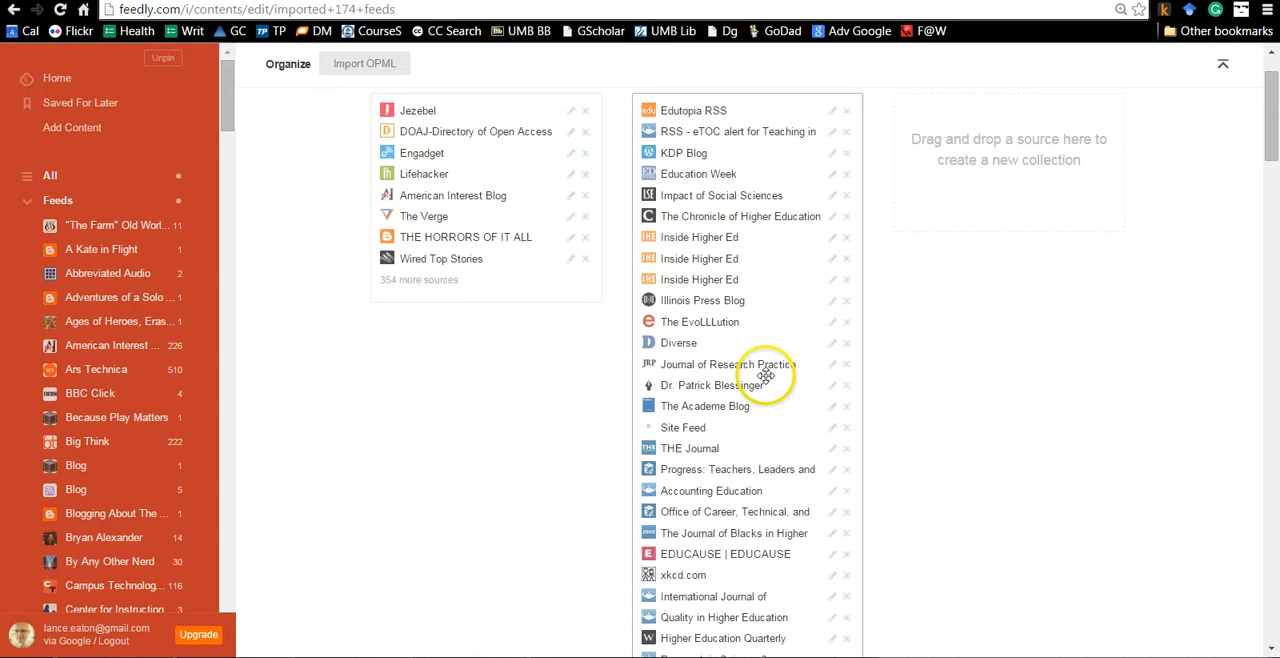 feedly.com/i/contents/edit/imported+174+feeds
Cal Flickr Health Writ GC TP DM CourseS CC Search UMB BB GScholar UMB Lib Dg GoDad Adv Google F@W Other bookmarks
Unpin
Home
Saved For Later
Add Content
All
Feeds
"The Farm" Old Worl... 11
A Kate in Flight 1
Abbreviated Audio 2
Adventures of a Solo ... 1
Ages of Heroes, Eras... 1
American Interest ... 226
Ars Technica 510
BBC Click 4
Because Play Matters 1
Big Think 222
Blog 1
Blog 5
Blogging About The ... 1
Bryan Alexander 14
By Any Other Nerd 30
Campus Technolog... 116
Center for Instruction 3
lance.eaton@gmail.com
via Google / Logout
Upgrade
Organize Import OPML
Jezebel
DOAJ-Directory of Open Access
Engadget
Lifehacker
American Interest Blog
The Verge
THE HORRORS OF IT ALL
Wired Top Stories
354 more sources
Edutopia RSS
RSS - eTOC alert for Teaching in
KDP Blog
Education Week
Impact of Social Sciences
The Chronicle of Higher Education
Inside Higher Ed
Inside Higher Ed
Inside Higher Ed
Illinois Press Blog
The EvoLLLution
Diverse
Journal of Research Practice
Dr. Patrick Blessinger
The Academe Blog
Site Feed
THE Journal
Progress: Teachers, Leaders and
Accounting Education
Office of Career, Technical, and
The Journal of Blacks in Higher
EDUCAUSE | EDUCAUSE
xkcd.com
International Journal of
Quality in Higher Education
Higher Education Quarterly
Drag and drop a source here to
create a new collection